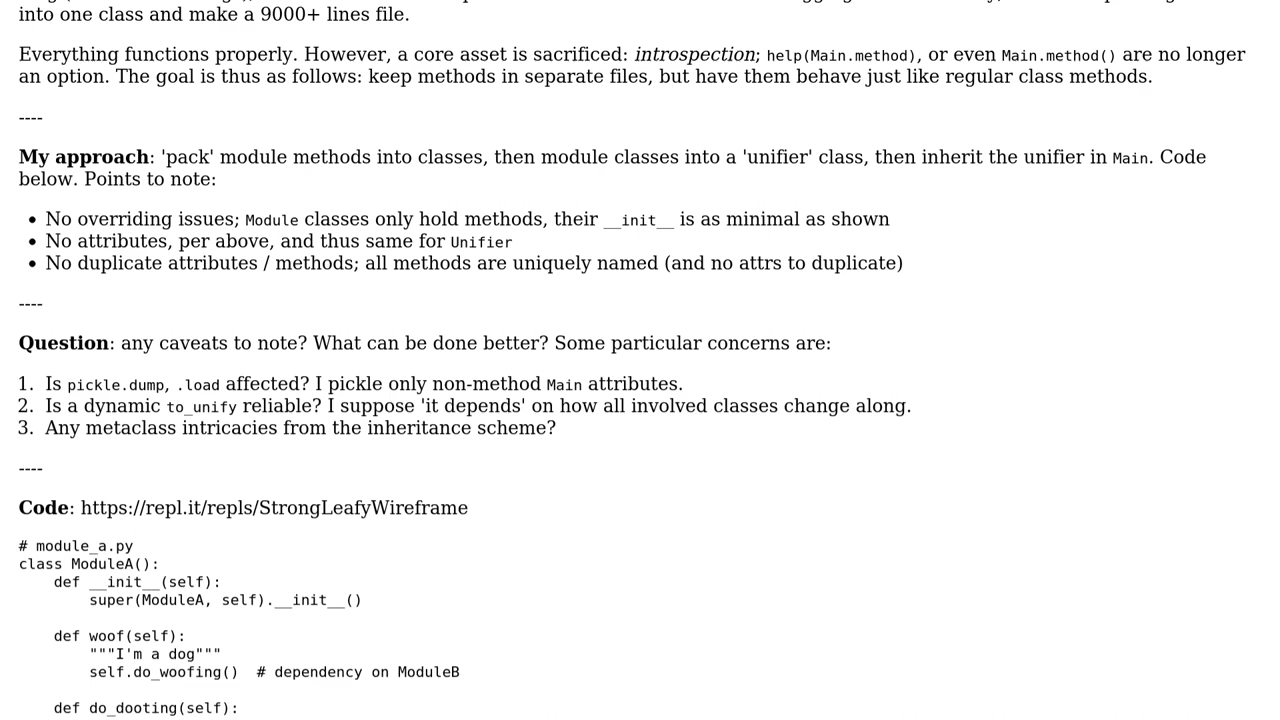 into one class and make a 9000+ lines file.
Everything functions properly. However, a core asset is sacrificed: introspection; help(Main.method), or even Main.method() are no longer
an option. The goal is thus as follows: keep methods in separate files, but have them behave just like regular class methods.
----
My approach: 'pack' module methods into classes, then module classes into a 'unifier' class, then inherit the unifier in Main. Code
below. Points to note:
• No overriding issues; Module classes only hold methods, their __init__ is as minimal as shown
• No attributes, per above, and thus same for Unifier
• No duplicate attributes / methods; all methods are uniquely named (and no attrs to duplicate)
----
Question: any caveats to note? What can be done better? Some particular concerns are:
1. Is pickle.dump, .load affected? I pickle only non-method Main attributes.
2. Is a dynamic to_unify reliable? I suppose 'it depends' on how all involved classes change along.
3. Any metaclass intricacies from the inheritance scheme?
----
Code: https://repl.it/repls/StrongLeafyWireframe
# module_a.py
class ModuleA():
    def __init__(self):
        super(ModuleA, self).__init__()
    def woof(self):
        """I'm a dog"""
        self.do_woofing()  # dependency on ModuleB
    def do_dooting(self):